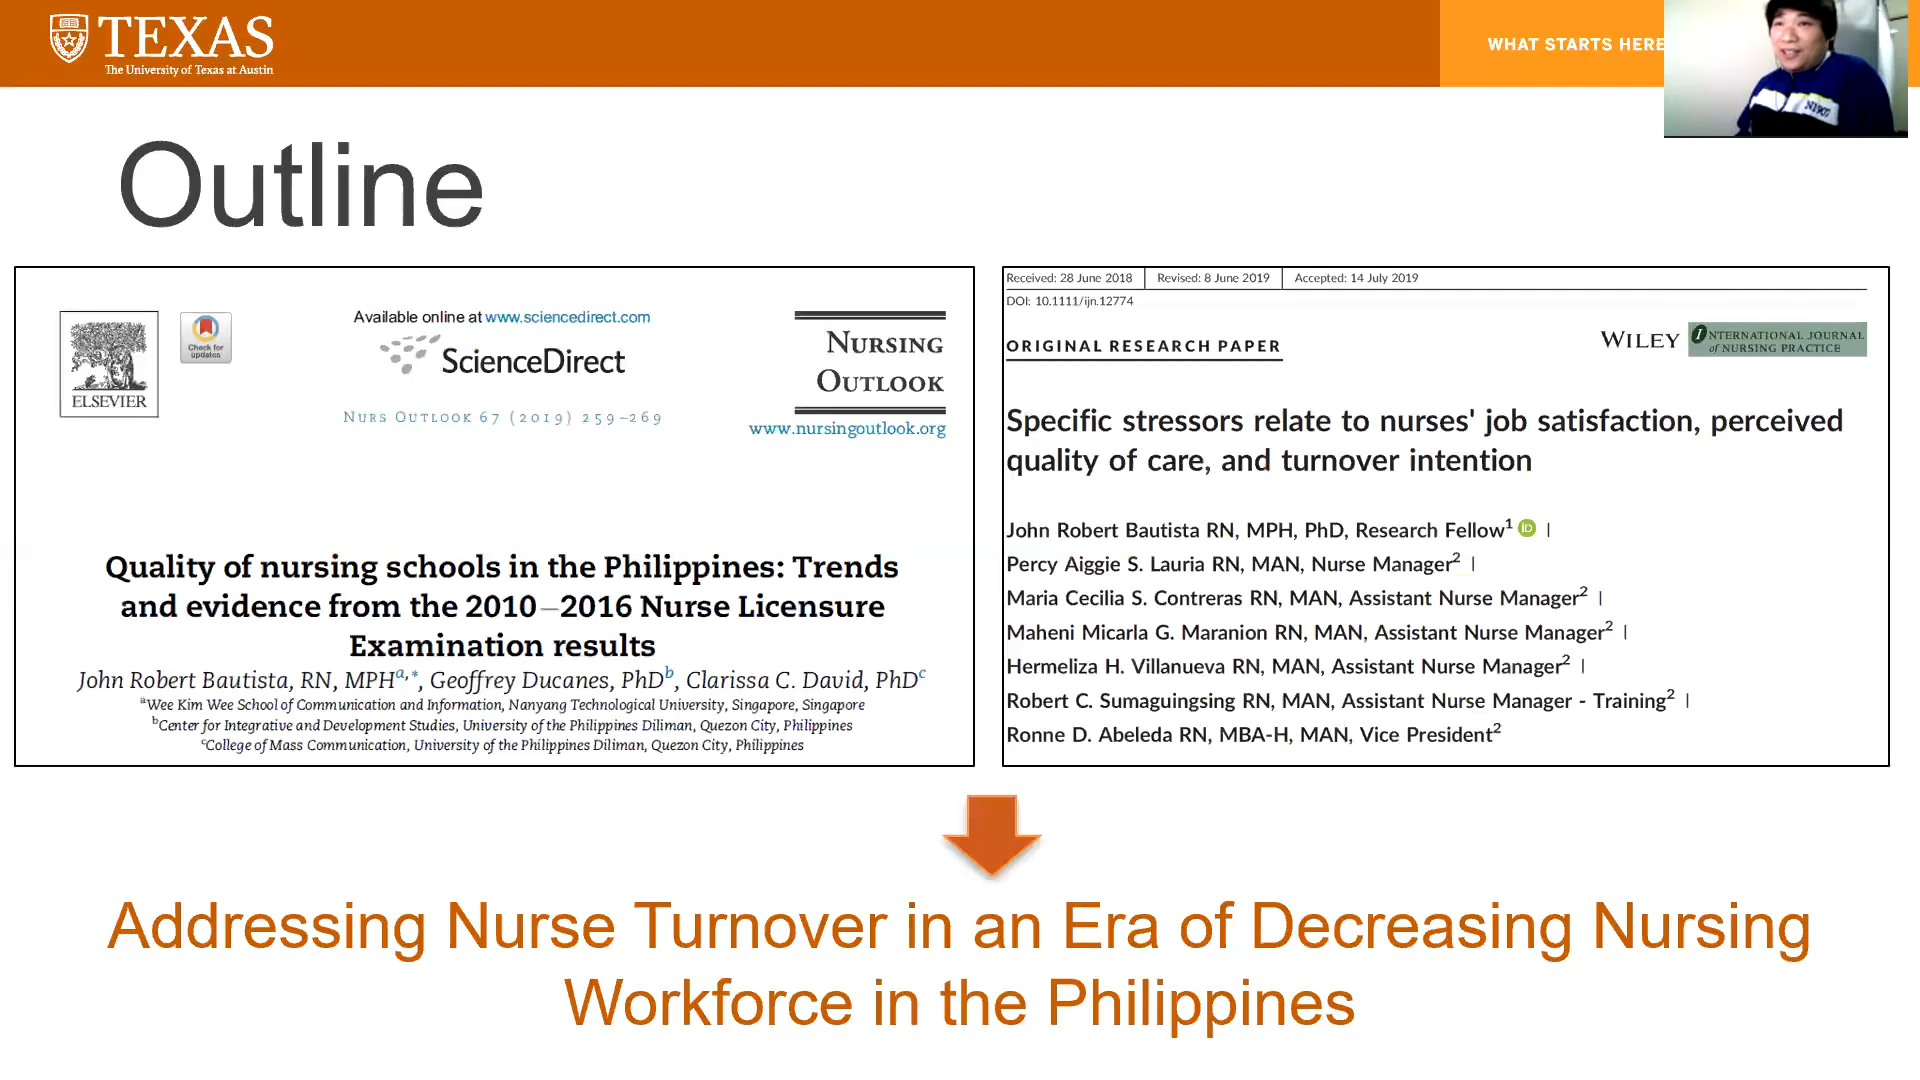 TEXAS
The University of Texas at Austin
WHAT STARTS HERE
Outline
ELSEVIER
Check for
updates
Available online at www.sciencedirect.com
ScienceDirect
NURS OUTLOOK 67 (2019) 259–269
NURSING
OUTLOOK
www.nursingoutlook.org
Quality of nursing schools in the Philippines: Trends
and evidence from the 2010–2016 Nurse Licensure
Examination results
John Robert Bautista, RN, MPHa,*, Geoffrey Ducanes, PhDb, Clarissa C. David, PhDc
aWee Kim Wee School of Communication and Information, Nanyang Technological University, Singapore, Singapore
bCenter for Integrative and Development Studies, University of the Philippines Diliman, Quezon City, Philippines
cCollege of Mass Communication, University of the Philippines Diliman, Quezon City, Philippines
Received: 28 June 2018 | Revised: 8 June 2019 | Accepted: 14 July 2019
DOI: 10.1111/ijn.12774
ORIGINAL RESEARCH PAPER
WILEY
INTERNATIONAL JOURNAL
of NURSING PRACTICE
Specific stressors relate to nurses' job satisfaction, perceived
quality of care, and turnover intention
John Robert Bautista RN, MPH, PhD, Research Fellow1 iD |
Percy Aiggie S. Lauria RN, MAN, Nurse Manager2 |
Maria Cecilia S. Contreras RN, MAN, Assistant Nurse Manager2 |
Maheni Micarla G. Maranion RN, MAN, Assistant Nurse Manager2 |
Hermeliza H. Villanueva RN, MAN, Assistant Nurse Manager2 |
Robert C. Sumaguingsing RN, MAN, Assistant Nurse Manager - Training2 |
Ronne D. Abeleda RN, MBA-H, MAN, Vice President2
Addressing Nurse Turnover in an Era of Decreasing Nursing
Workforce in the Philippines